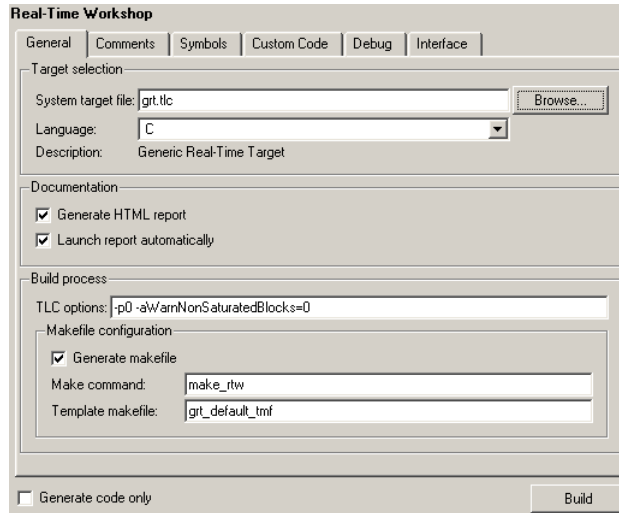 Real-Time Workshop
General Comments Symbols Custom Code Debug Interface
Target selection
System target file: grt.tlc Browse...
Language: C
Description: Generic Real-Time Target
Documentation
Generate HTML report
Launch report automatically
Build process
TLC options: -p0 -aWarnNonSaturatedBlocks=0
Makefile configuration
Generate makefile
Make command: make_rtw
Template makefile: grt_default_tmf
Generate code only Build